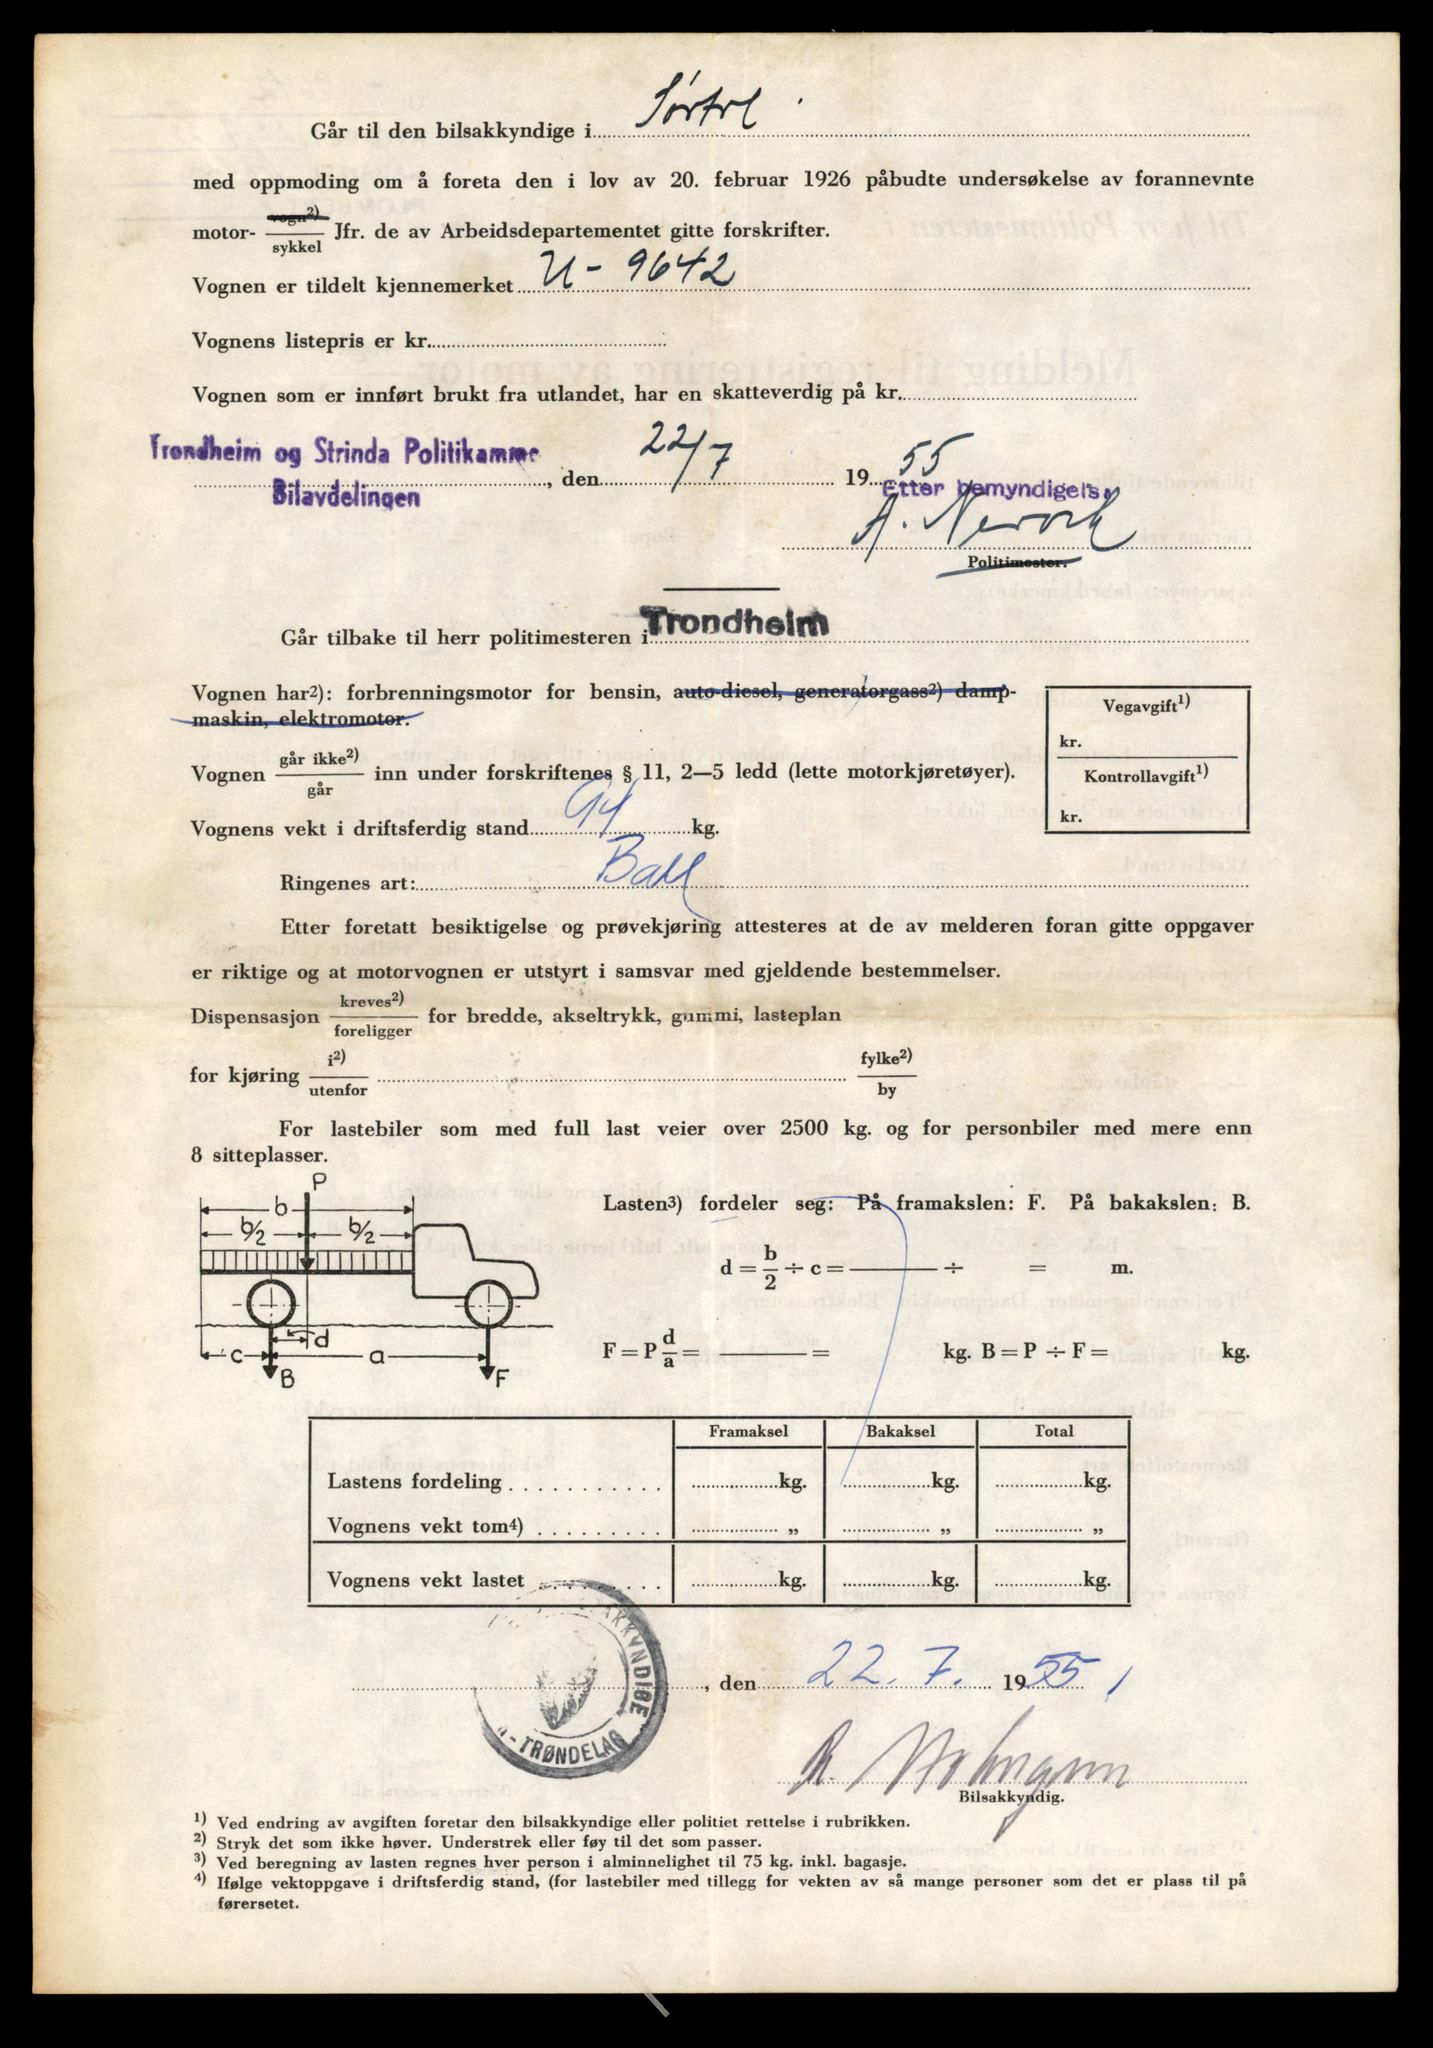 Går til den bilsakkyndige i Sørtrl
med oppmoding om å foreta den i lov av 20. februar 1926 påbudte undersøkelse av forannevnte
motor- vogn²) / sykkel Jfr. de av Arbeidsdepartementet gitte forskrifter.
Vognen er tildelt kjennemerket U - 9642
Vognens listepris er kr.
Vognen som er innført brukt fra utlandet, har en skatteverdig på kr.
Trondheim og Strinda Politikamme
Bilavdelingen
, den 22/7 1955
Etter bemyndigels.
A.
Politimester.
Går tilbake til herr politimesteren i Trondheim
Vognen har²): forbrenningsmotor for bensin, auto-diesel, generatorgass²) damp-
maskin, elektromotor.
Vegavgift¹)
kr.
Kontrollavgift¹)
kr.
Vognen går ikke²) / går inn under forskriftenes § 11, 2—5 ledd (lette motorkjøretøyer).
Vognens vekt i driftsferdig stand 94 kg.
Ringenes art: Ball
Etter foretatt besiktigelse og prøvekjøring attesteres at de av melderen foran gitte oppgaver
er riktige og at motorvognen er utstyrt i samsvar med gjeldende bestemmelser.
Dispensasjon kreves²) / foreligger for bredde, akseltrykk, gummi, lasteplan
for kjøring i²) / utenfor fylke²) / by
For lastebiler som med full last veier over 2500 kg. og for personbiler med mere enn
8 sitteplasser.
P
b
b/2 b/2
d
c a
B F
Lasten³) fordeler seg: På framakslen: F. På bakakslen: B.
d = b/2 ÷ c = ——— ÷ = m.
F = P d/a = ——— = kg. B = P ÷ F = kg.
Framaksel Bakaksel Total
Lastens fordeling kg. kg. kg.
Vognens vekt tom⁴) „ „ „
Vognens vekt lastet kg. kg. kg.
AKKYNDIGE
-TRØNDELAG
, den 22. 7. 1955
R.
Bilsakkyndig.
¹) Ved endring av avgiften foretar den bilsakkyndige eller politiet rettelse i rubrikken.
²) Stryk det som ikke høver. Understrek eller føy til det som passer.
³) Ved beregning av lasten regnes hver person i alminnelighet til 75 kg. inkl. bagasje.
⁴) Ifølge vektoppgave i driftsferdig stand, (for lastebiler med tillegg for vekten av så mange personer som det er plass til på
førersetet.